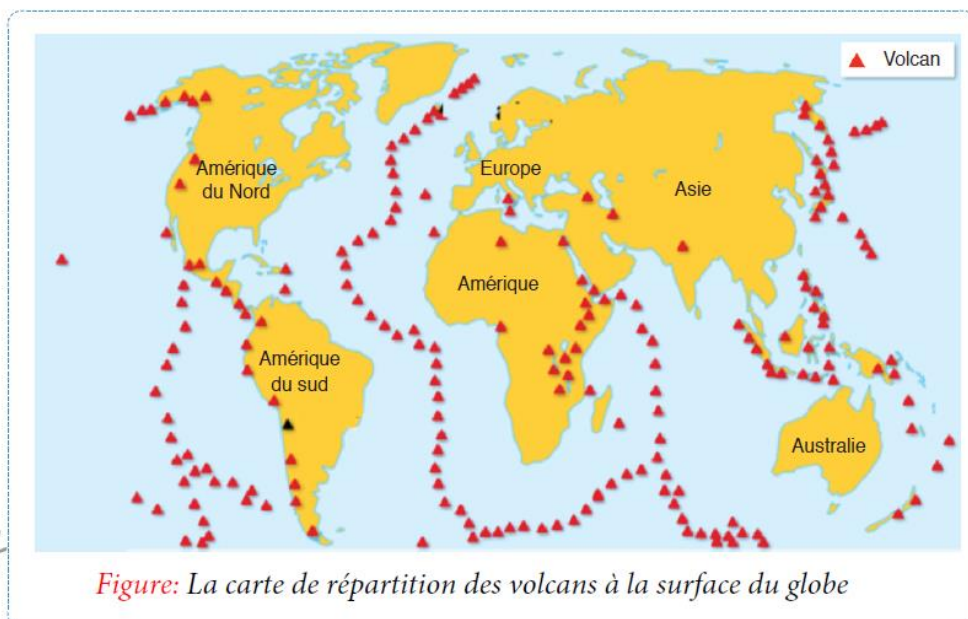 Volcan
Amérique
du Nord
Europe
Asie
Amérique
Amérique
du sud
Australie
Figure: La carte de répartition des volcans à la surface du globe